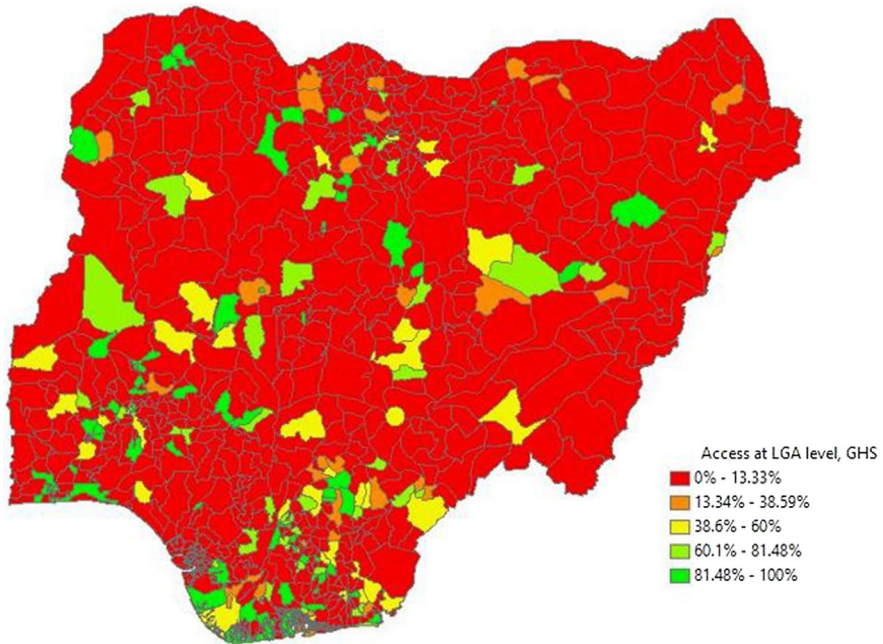 Access at LGA level, GHS
0% - 13.33%
13.34% - 38.59%
38.6% - 60%
60.1% - 81.48%
81.48% - 100%